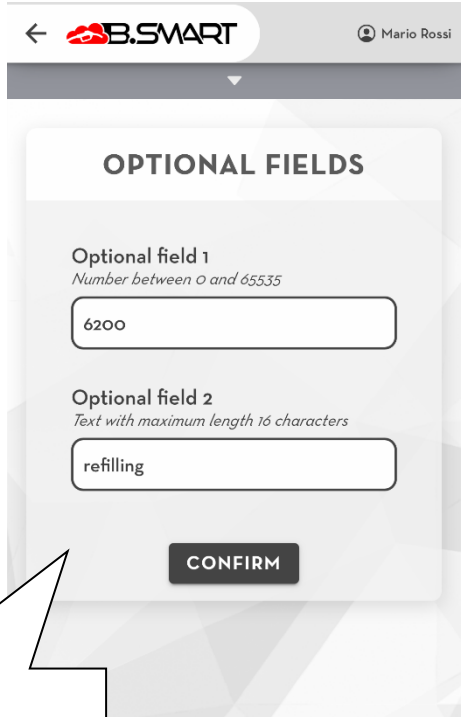 B.SMART
Mario Rossi
OPTIONAL FIELDS
Optional field 1
Number between 0 and 65535
6200
Optional field 2
Text with maximum length 16 characters
refilling
CONFIRM